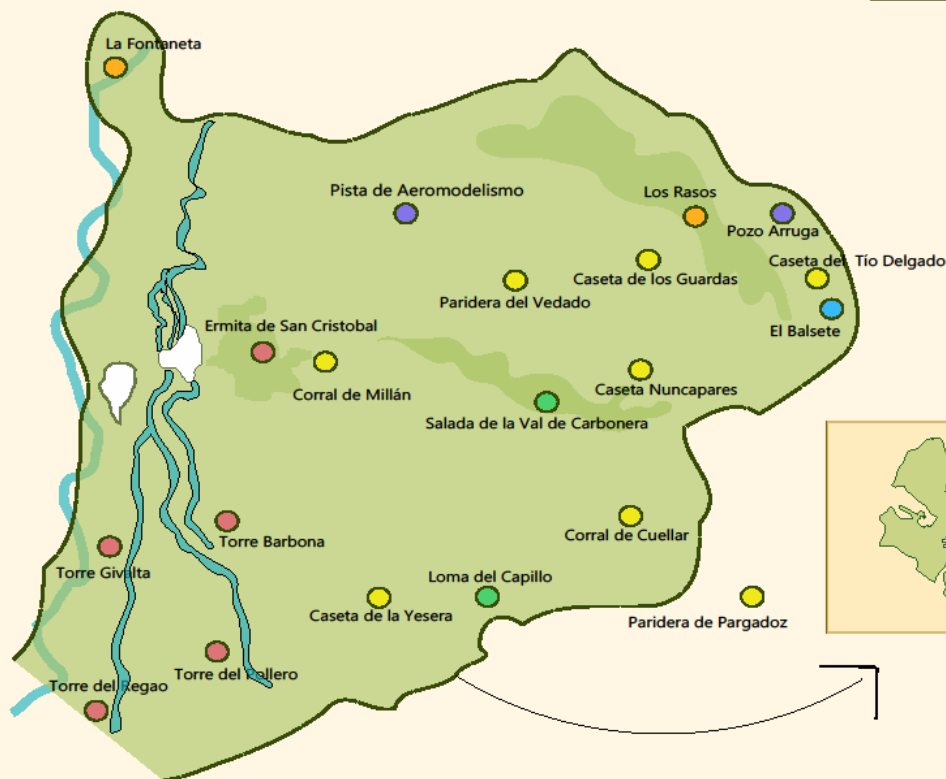 La Fontaneta
Pista de Aeromodelismo
Los Rasos
Pozo Arruga
Caseta del Tío Delgado
Caseta de los Guardas
Paridera del Vedado
El Balsete
Ermita de San Cristobal
Corral de Millán
Caseta Nuncapares
Salada de la Val de Carbonera
Torre Barbona
Corral de Cuellar
Torre Givalta
Loma del Capillo
Caseta de la Yesera
Paridera de Pargadoz
Torre del Pollero
Torre del Regao